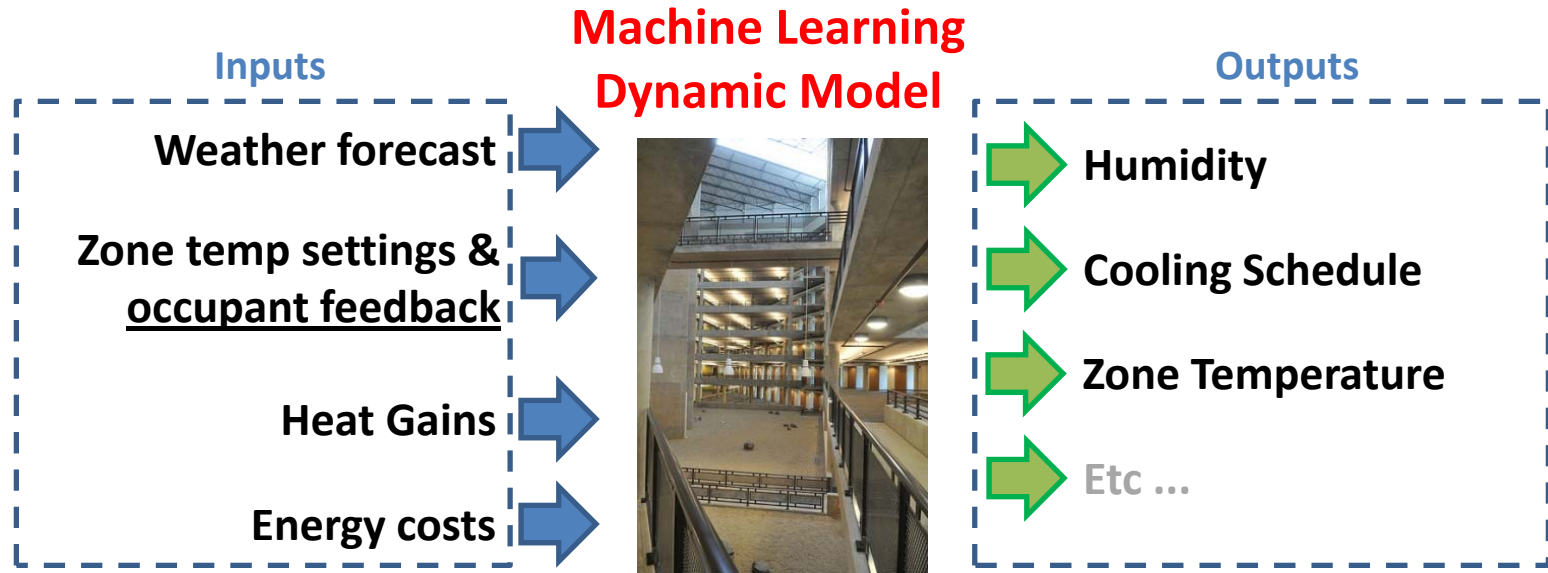 Machine Learning
Dynamic Model
Inputs
Weather forecast
Zone temp settings &
occupant feedback
Heat Gains
Energy costs
Outputs
Humidity
Cooling Schedule
Zone Temperature
Etc ...